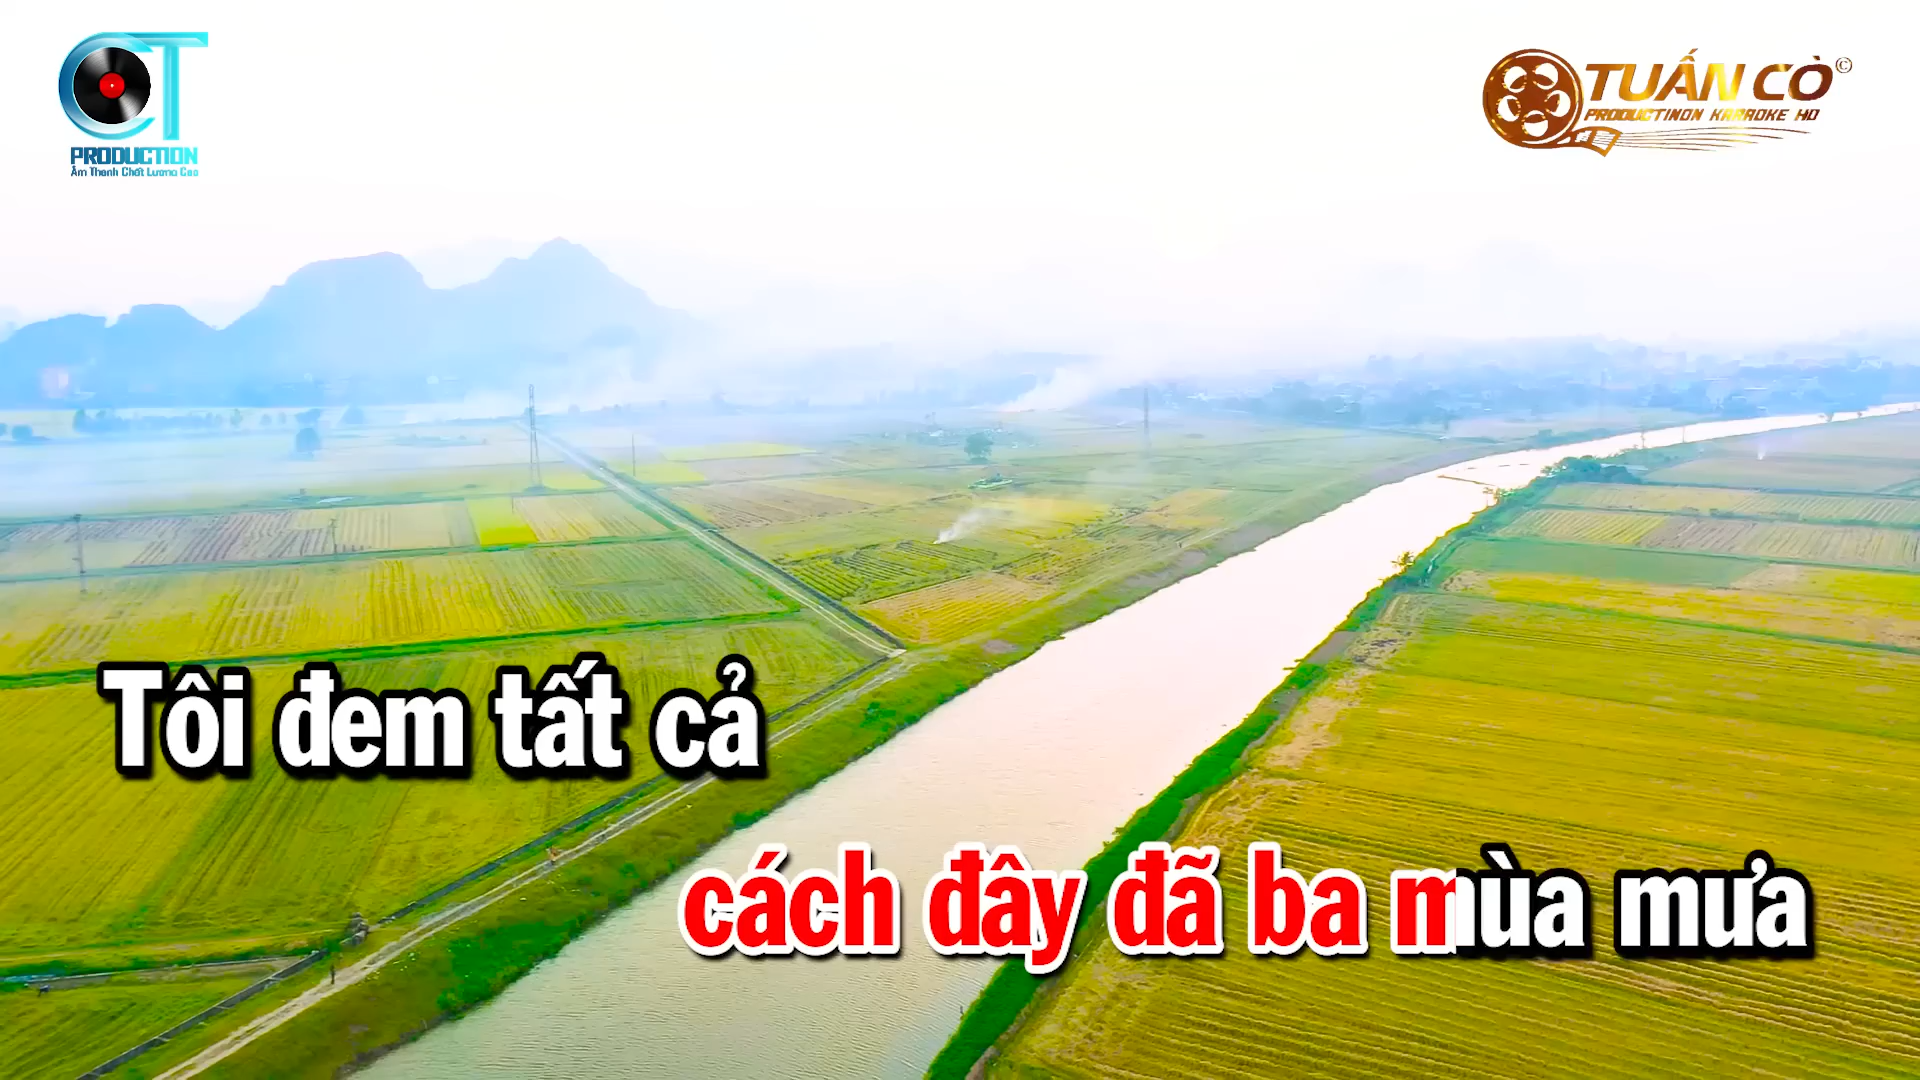 CT
PRODUCTION
Âm Thanh Chất Lượng Cao
TUẤN CÒ©
PRODUCTINON KARAOKE HD
Tôi đem tất cả
cách đây đã ba mùa mưa